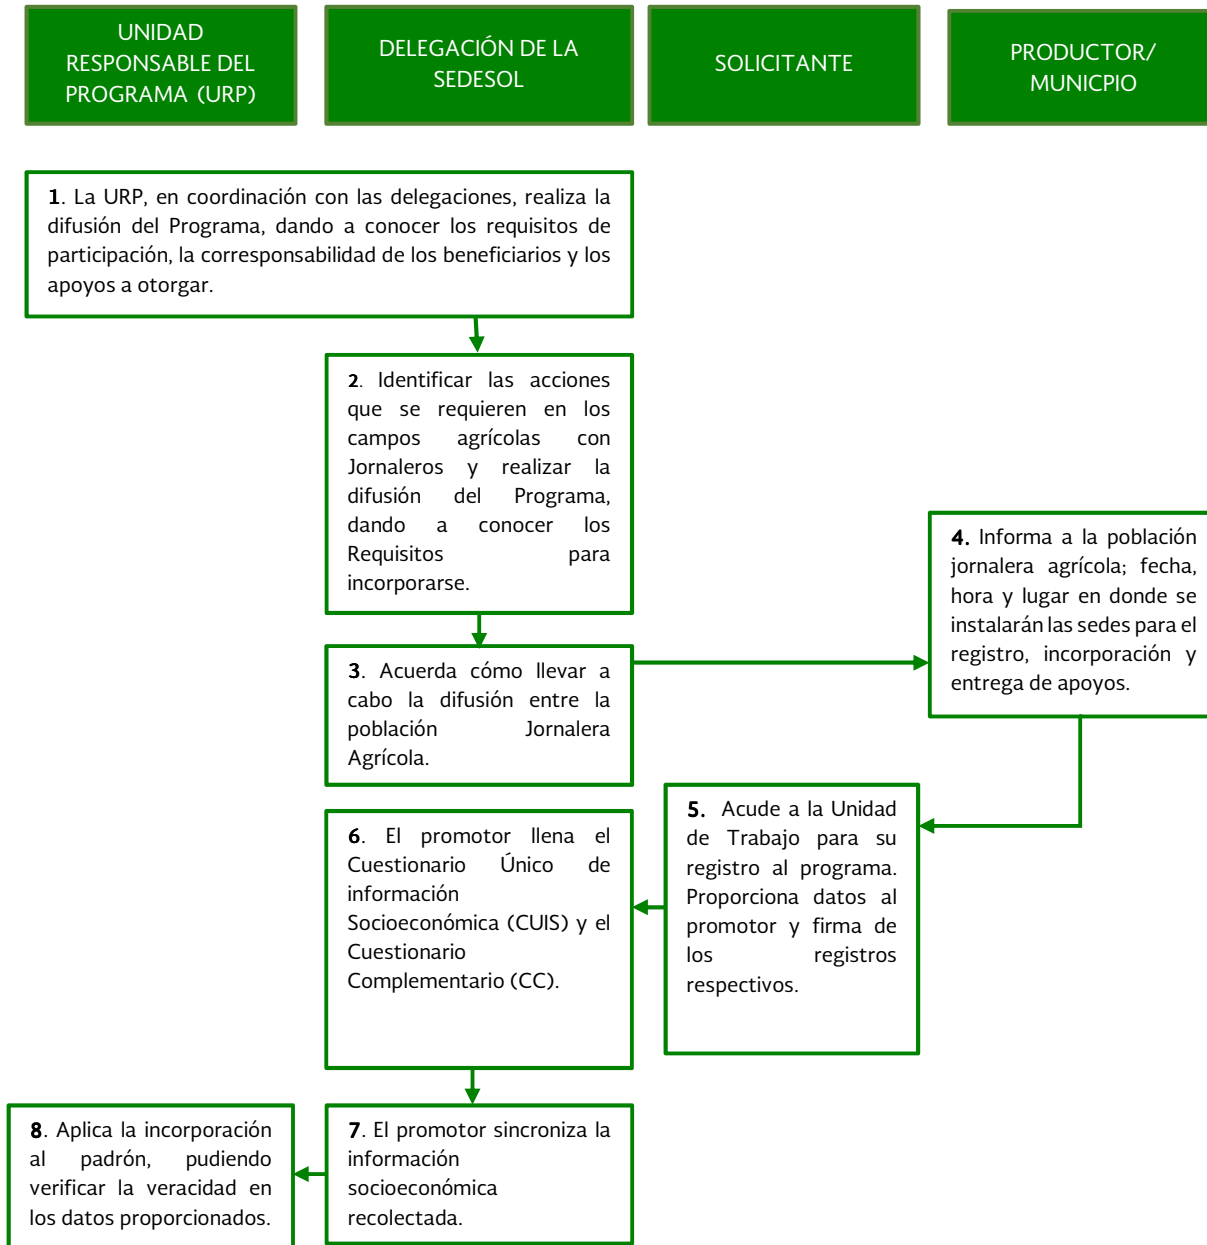 UNIDAD
RESPONSABLE DEL
PROGRAMA (URP)
DELEGACIÓN DE LA
SEDESOL
SOLICITANTE
PRODUCTOR/
MUNICPIO
1. La URP, en coordinación con las delegaciones, realiza la
difusión del Programa, dando a conocer los requisitos de
participación, la corresponsabilidad de los beneficiarios y los
apoyos a otorgar.
2. Identificar las acciones
que se requieren en los
campos agrícolas con
Jornaleros y realizar la
difusión del Programa,
dando a conocer los
Requisitos para
incorporarse.
3. Acuerda cómo llevar a
cabo la difusión entre la
población Jornalera
Agrícola.
4. Informa a la población
jornalera agrícola; fecha,
hora y lugar en donde se
instalarán las sedes para el
registro, incorporación y
entrega de apoyos.
5. Acude a la Unidad
de Trabajo para su
registro al programa.
Proporciona datos al
promotor y firma de
los registros
respectivos.
6. El promotor llena el
Cuestionario Único de
información
Socioeconómica (CUIS) y el
Cuestionario
Complementario (CC).
7. El promotor sincroniza la
información
socioeconómica
recolectada.
8. Aplica la incorporación
al padrón, pudiendo
verificar la veracidad en
los datos proporcionados.